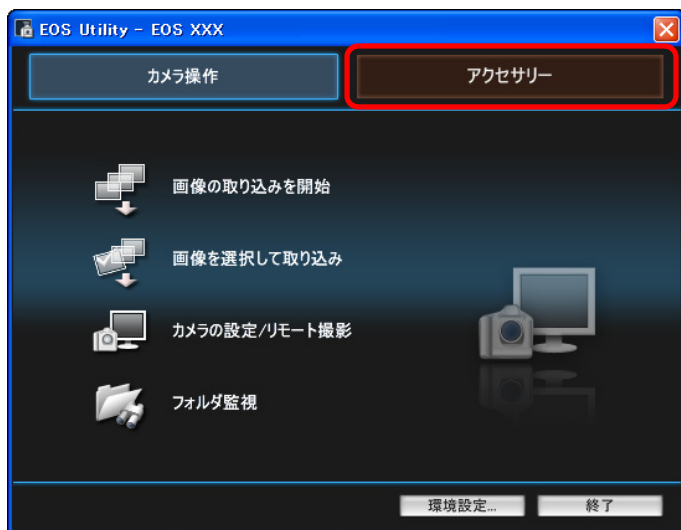 EOS Utility - EOS XXX
カメラ操作
アクセサリー
画像の取り込みを開始
画像を選択して取り込み
カメラの設定/リモート撮影
フォルダ監視
環境設定...
終了